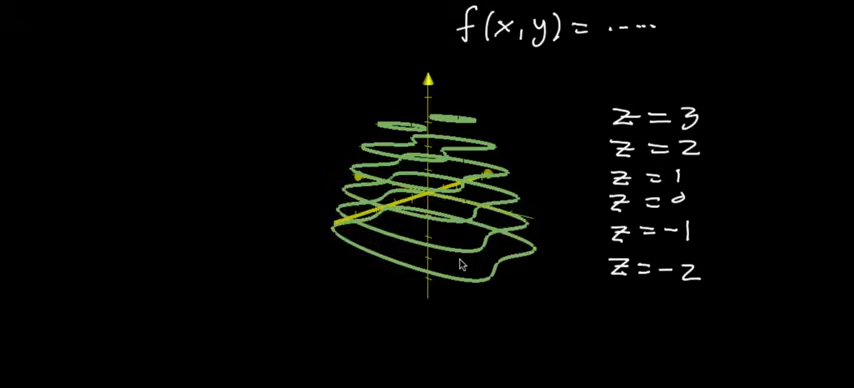 f(x,y) = .....
z = 3
z = 2
z = 1
z = 0
z = -1
z = -2